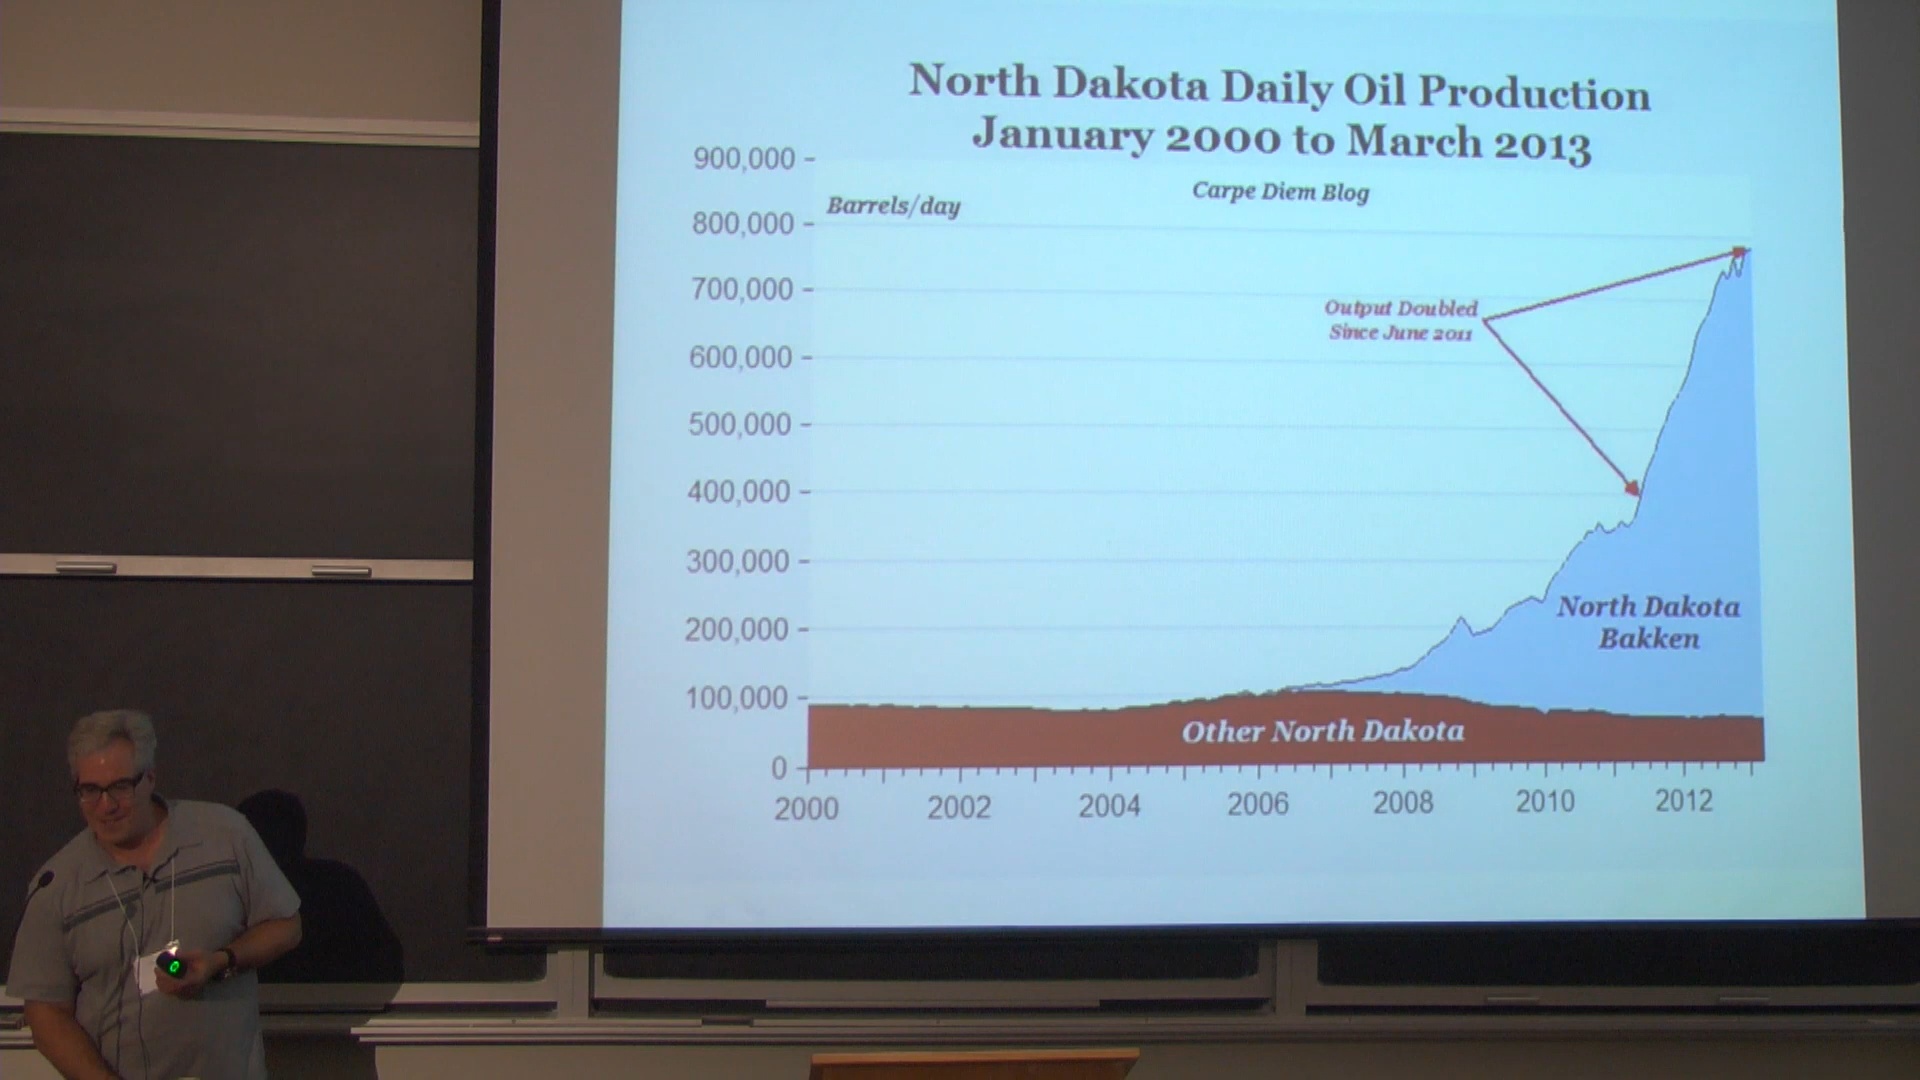 North Dakota Daily Oil Production
January 2000 to March 2013
Carpe Diem Blog
Barrels/day
900,000
800,000
700,000
600,000
500,000
400,000
300,000
200,000
100,000
0
Output Doubled
Since June 2011
North Dakota
Bakken
Other North Dakota
2000 2002 2004 2006 2008 2010 2012